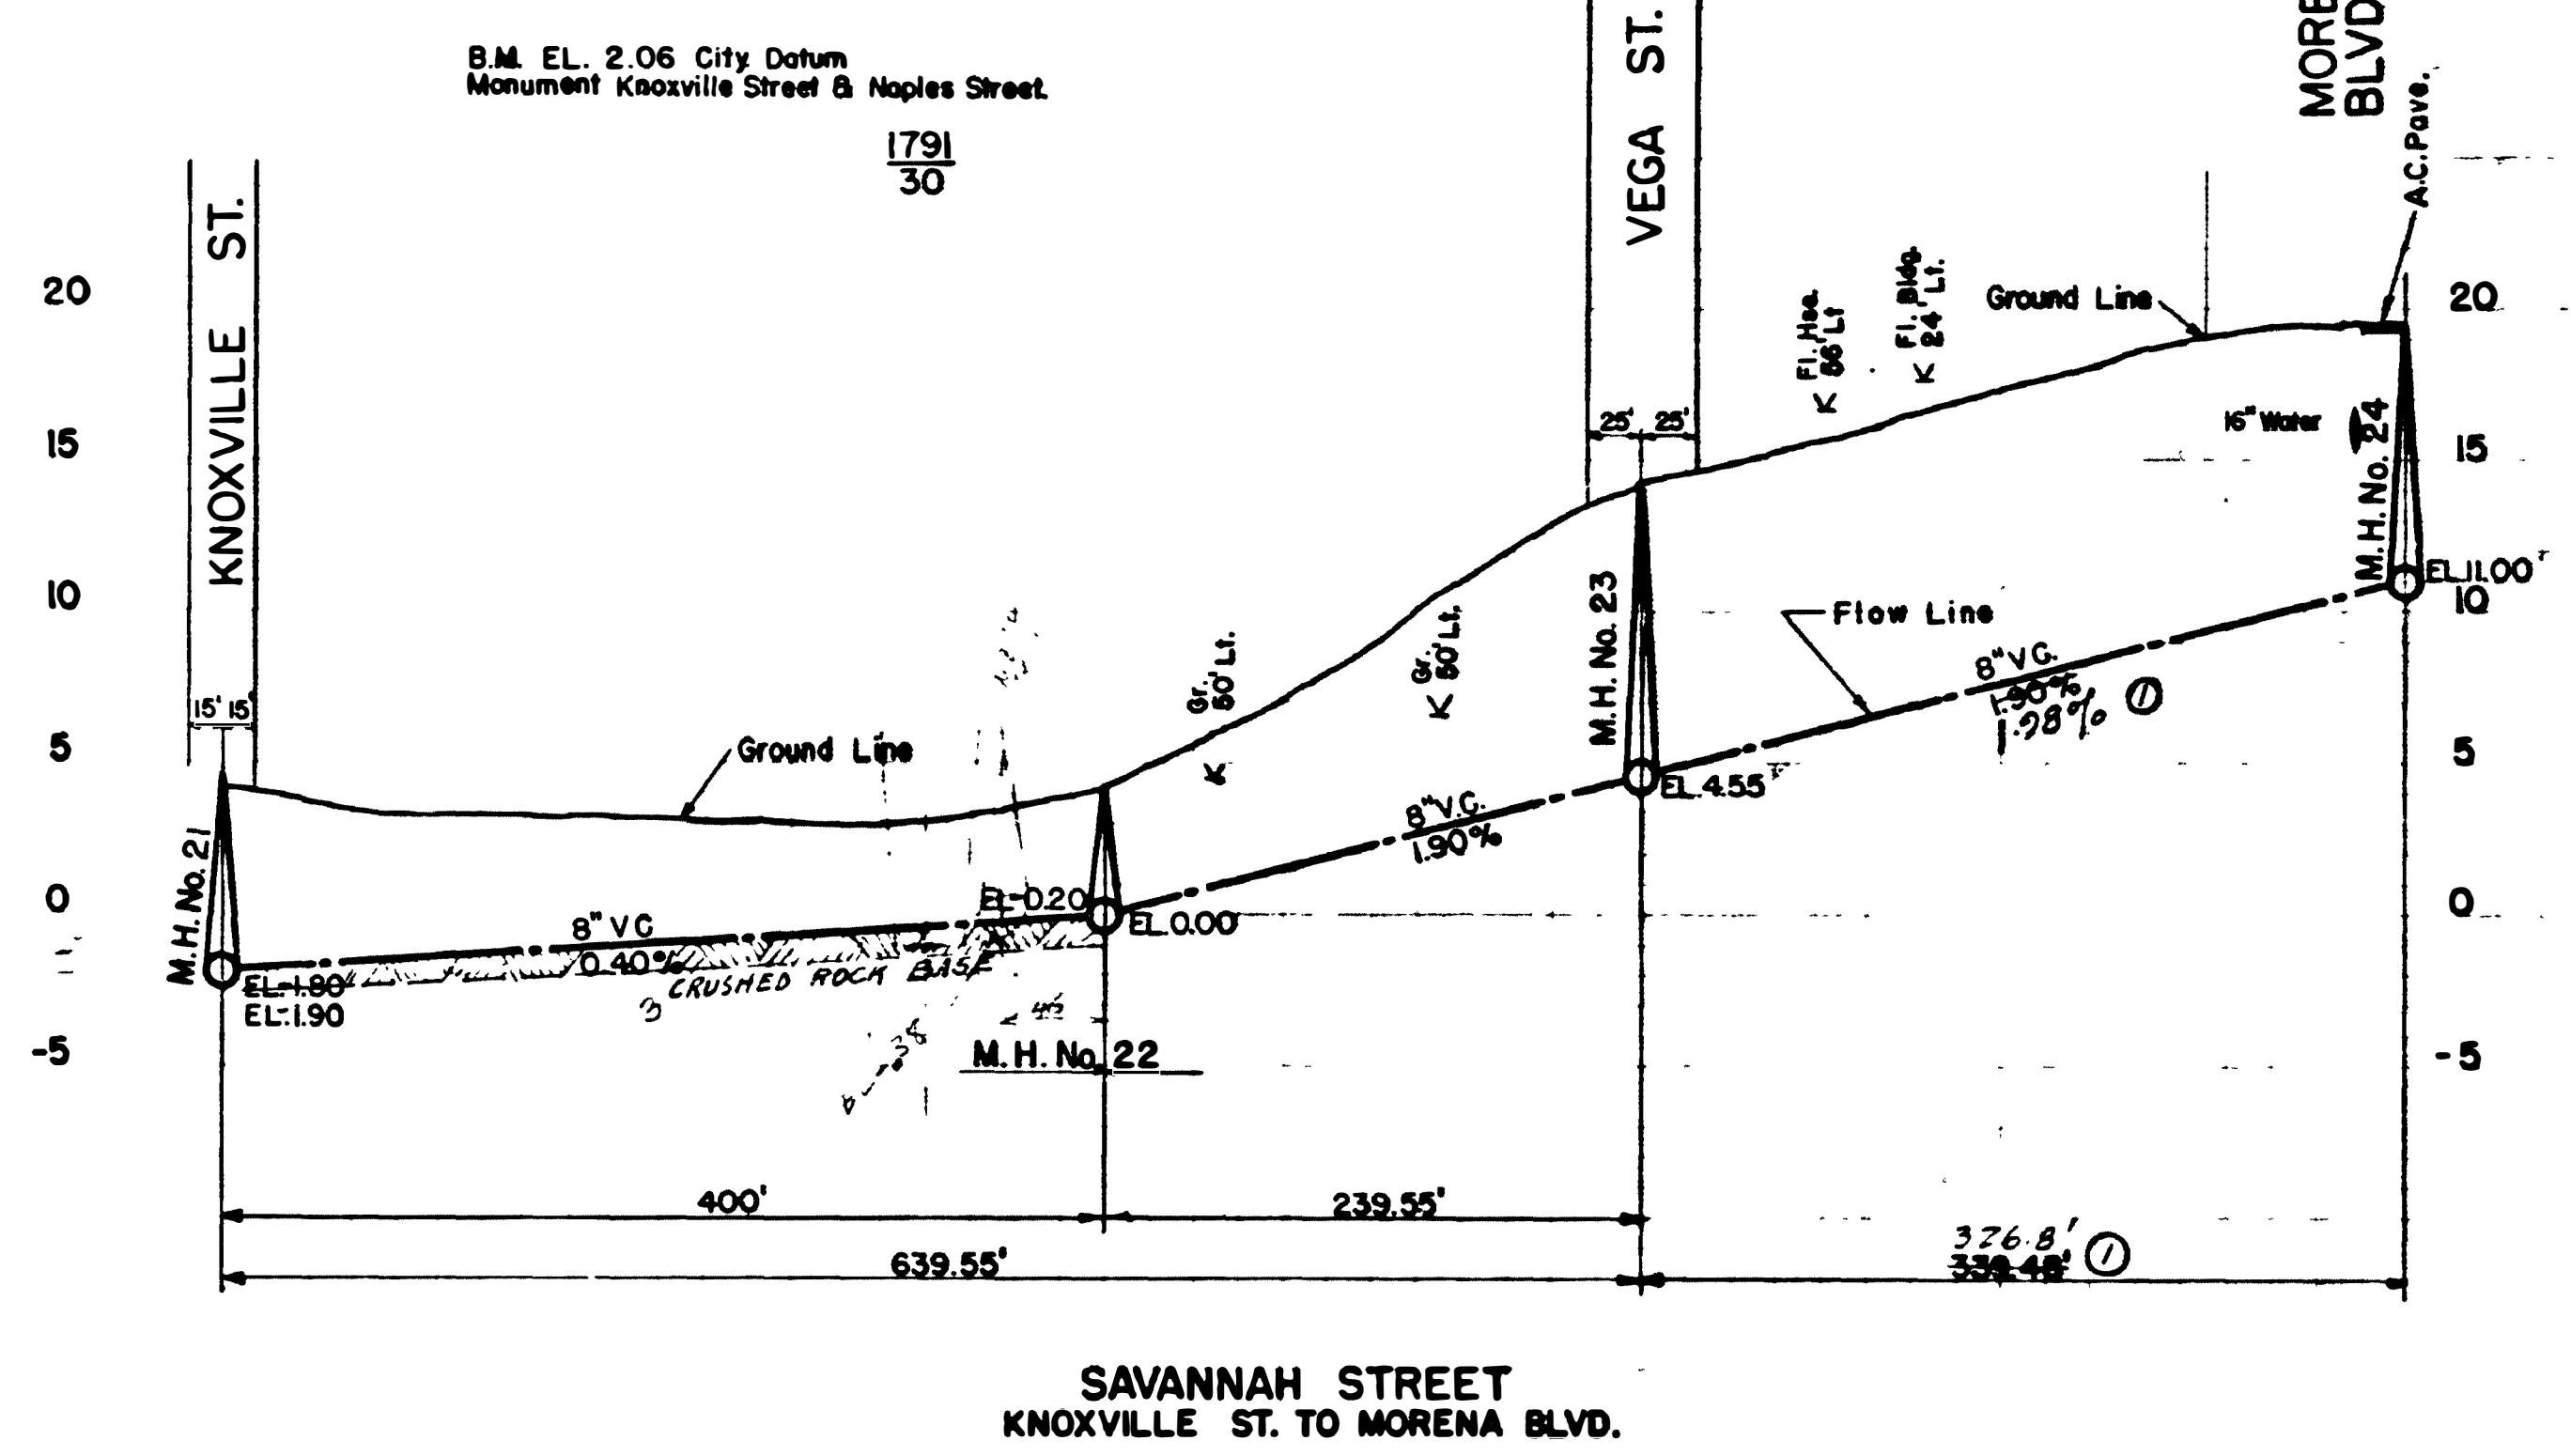 B.M. EL. 2.06 City Datum
Monument Knoxville Street & Naples Street.
1791
30
KNOXVILLE ST.
VEGA ST.
MORE
BLVD
A.C.Pave.
20
15
10
5
0
-5
20
15
10
5
0
-5
15' 15'
25' 25'
Ground Line
Gr.
50' Lt.
Gr.
50' Lt.
Fl. Hse.
56' Lt
Fl. Bldg.
24' Lt.
Ground Line
16" Water
M.H. No. 21
M.H. No. 23
M.H. No. 24
EL. 11.00
Flow Line
8" V.C.
1.90%
1.98% 1
EL. 4.55
8" V.C.
1.90%
EL-0.20
EL. 0.00
8" VC
0.40%
CRUSHED ROCK BASE
EL.-1.80
EL.-1.90
M.H. No. 22
400'
239.55'
639.55'
326.8' 1
339.48'
SAVANNAH STREET
KNOXVILLE ST. TO MORENA BLVD.